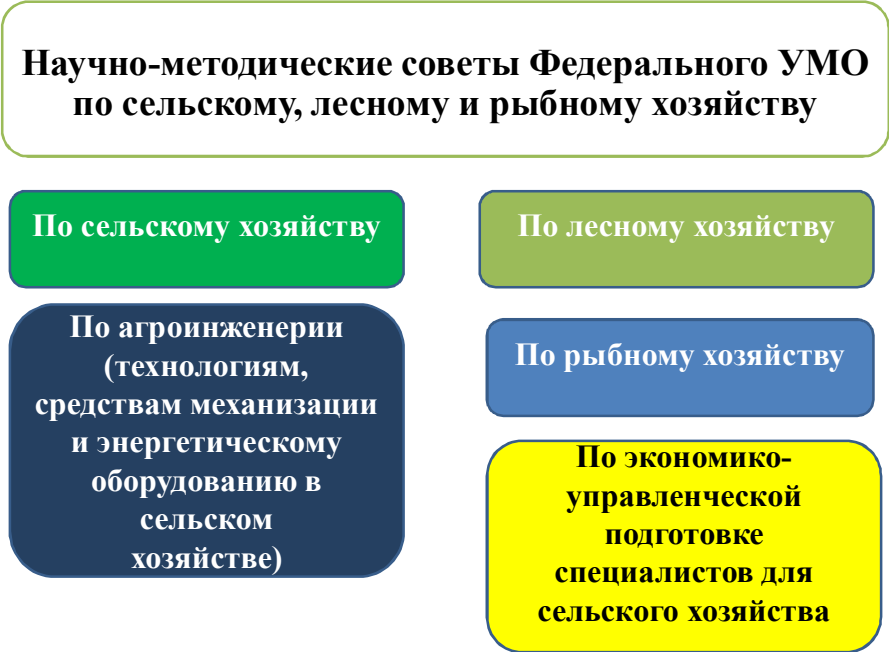 Научно-методические советы Федерального УМО
по сельскому, лесному и рыбному хозяйству
По сельскому хозяйству
По лесному хозяйству
По агроинженерии
(технологиям,
средствам механизации
и энергетическому
оборудованию в
сельском
хозяйстве)
По рыбному хозяйству
По экономико-
управленческой
подготовке
специалистов для
сельского хозяйства